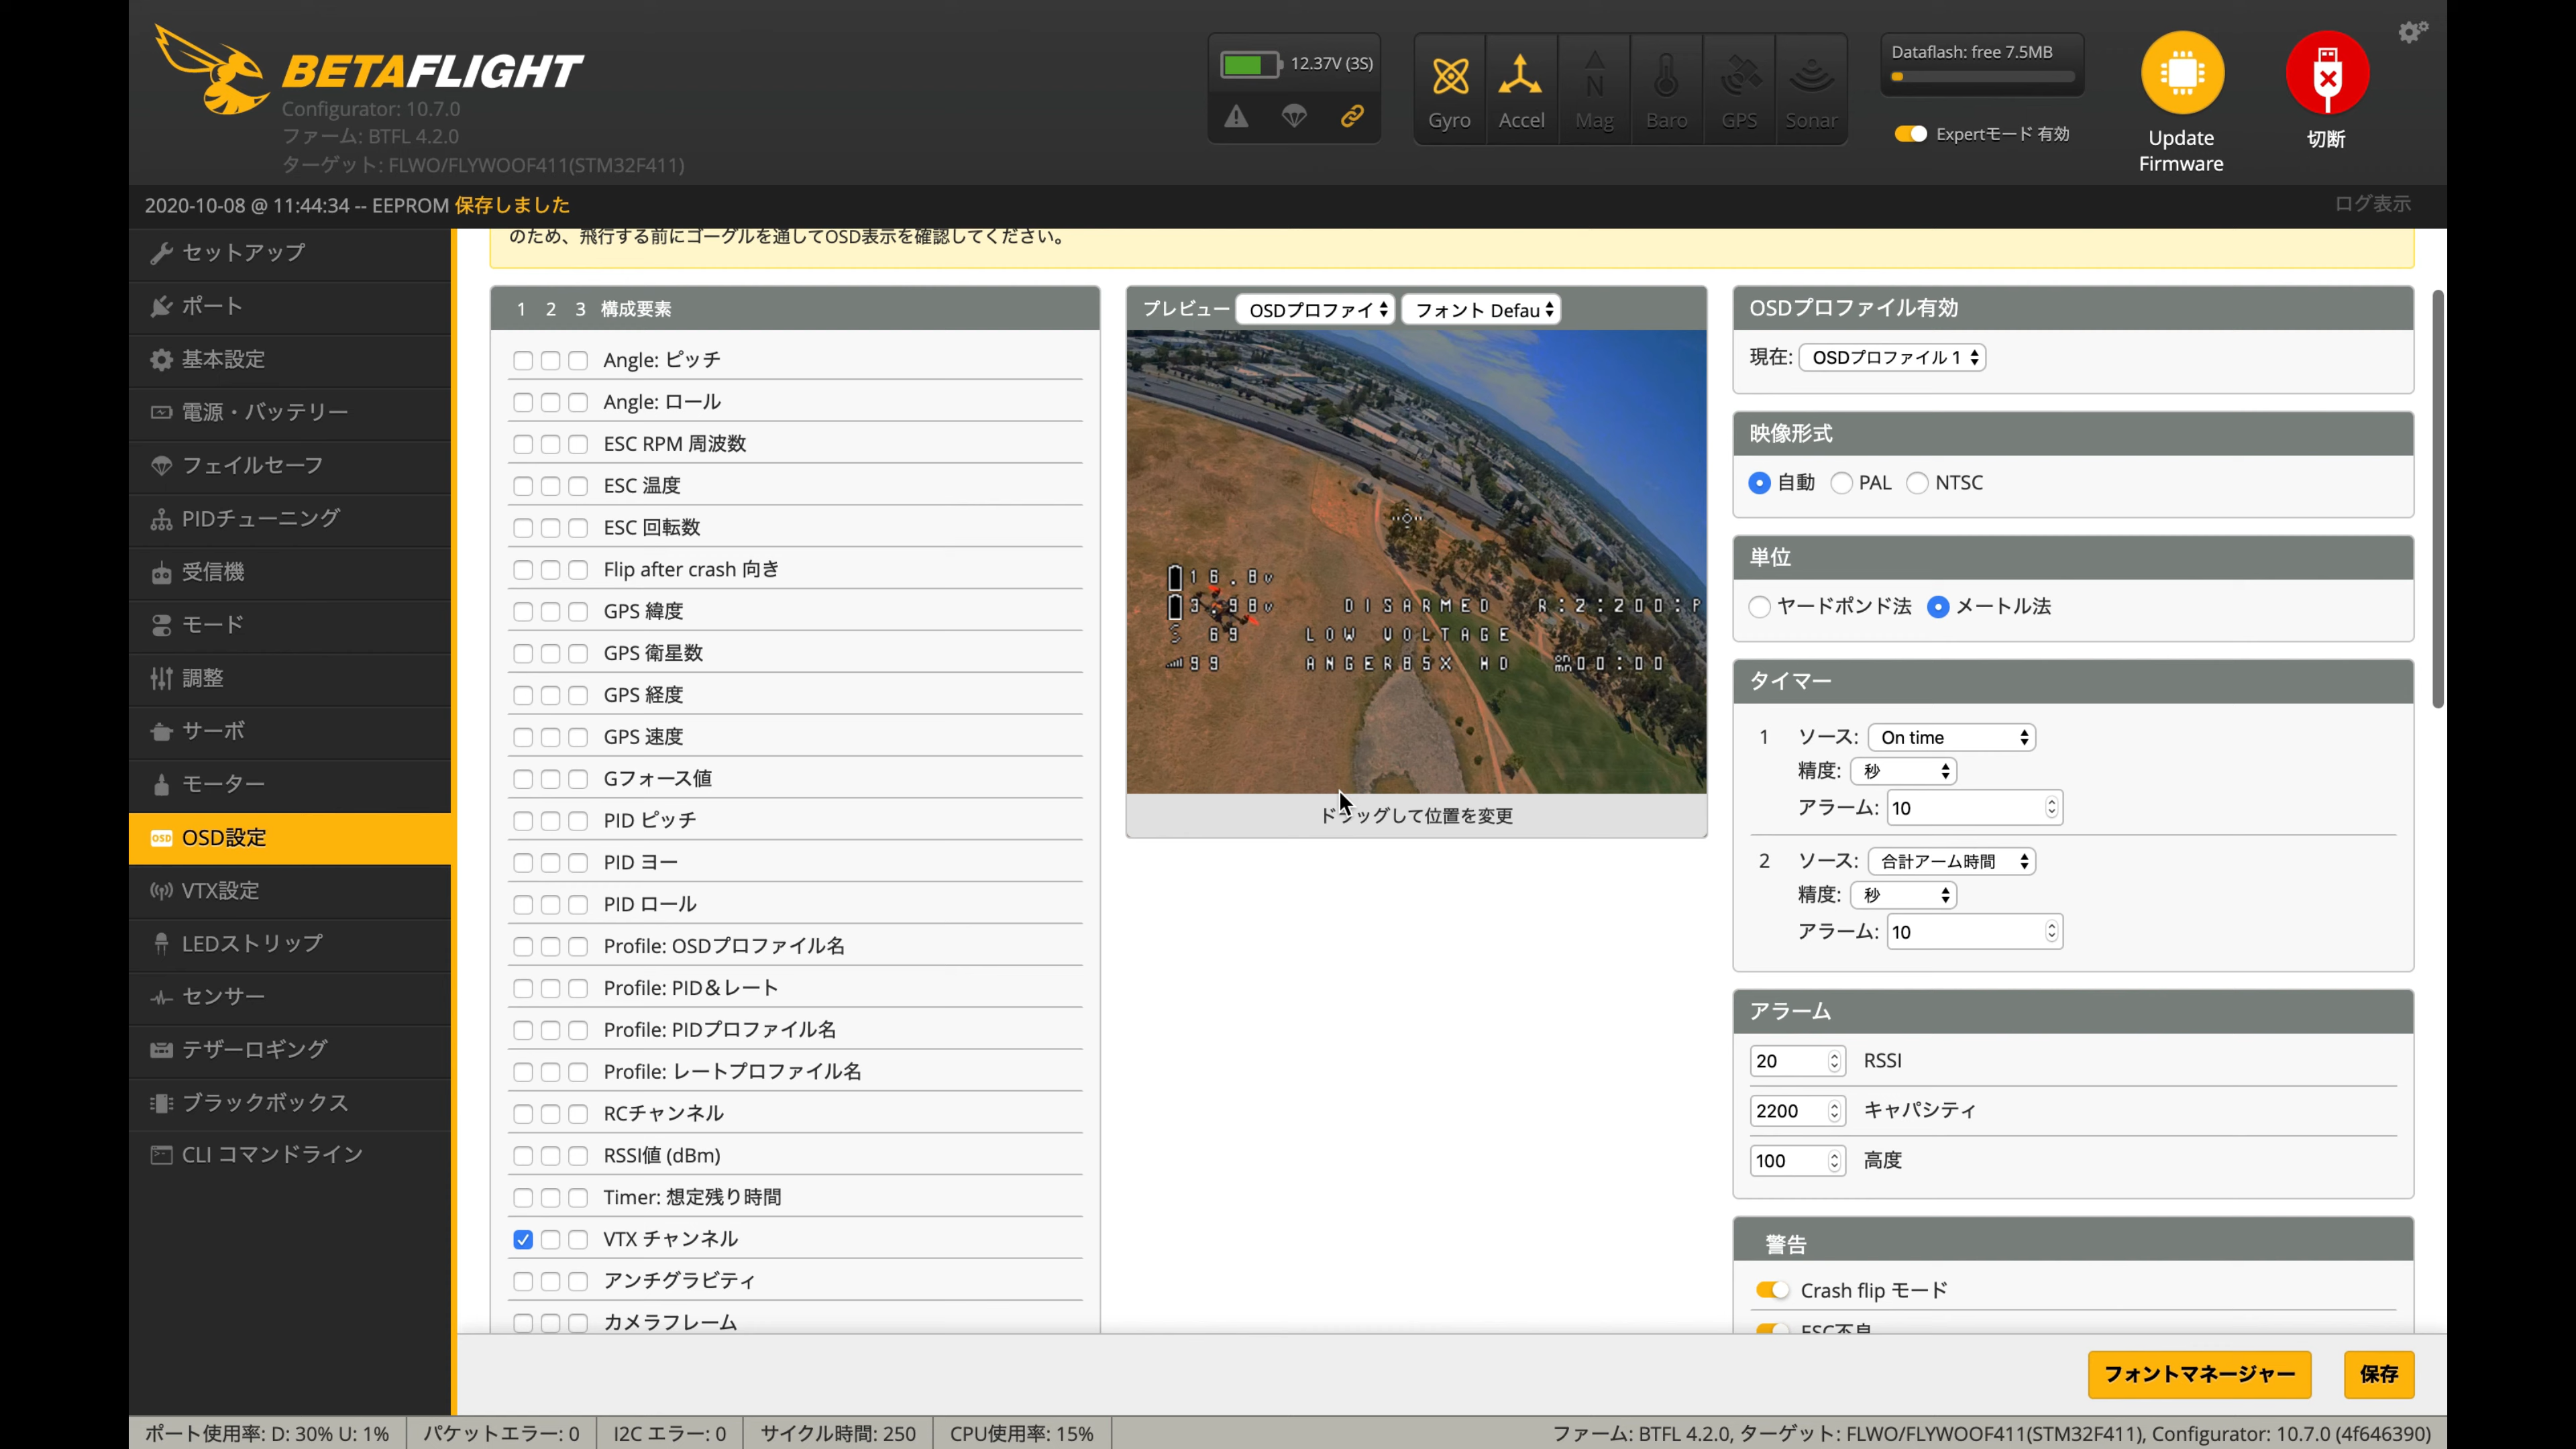 BETAFLIGHT
Configurator: 10.7.0
ファーム: BTFL 4.2.0
ターゲット: FLWO/FLYWOOF411(STM32F411)
12.37V (3S)
Gyro
Accel
Mag
Baro
GPS
Sonar
Dataflash: free 7.5MB
Expertモード 有効
Update
Firmware
切断
2020-10-08 @ 11:44:34 -- EEPROM 保存しました
ログ表示
セットアップ
ポート
基本設定
電源・バッテリー
フェイルセーフ
PIDチューニング
受信機
モード
調整
サーボ
モーター
OSD設定
VTX設定
LEDストリップ
センサー
テザーロギング
ブラックボックス
CLI コマンドライン
のため、飛行する前にゴーグルを通してOSD表示を確認してください。
1 2 3 構成要素
Angle: ピッチ
Angle: ロール
ESC RPM 周波数
ESC 温度
ESC 回転数
Flip after crash 向き
GPS 緯度
GPS 衛星数
GPS 経度
GPS 速度
Gフォース値
PID ピッチ
PID ヨー
PID ロール
Profile: OSDプロファイル名
Profile: PID＆レート
Profile: PIDプロファイル名
Profile: レートプロファイル名
RCチャンネル
RSSI値 (dBm)
Timer: 想定残り時間
VTX チャンネル
アンチグラビティ
カメラフレーム
プレビュー OSDプロファイ フォント Defau
16.8V
3.98V DISARMED R:2:200:P
69 LOW VOLTAGE
99 ANGER85X HD ON MN 00:00
ドラッグして位置を変更
OSDプロファイル有効
現在: OSDプロファイル 1
映像形式
自動 PAL NTSC
単位
ヤードポンド法 メートル法
タイマー
1 ソース: On time
精度: 秒
アラーム: 10
2 ソース: 合計アーム時間
精度: 秒
アラーム: 10
アラーム
20 RSSI
2200 キャパシティ
100 高度
警告
Crash flip モード
ESC不良
フォントマネージャー
保存
ポート使用率: D: 30% U: 1%
パケットエラー: 0
I2C エラー: 0
サイクル時間: 250
CPU使用率: 15%
ファーム: BTFL 4.2.0, ターゲット: FLWO/FLYWOOF411(STM32F411), Configurator: 10.7.0 (4f646390)